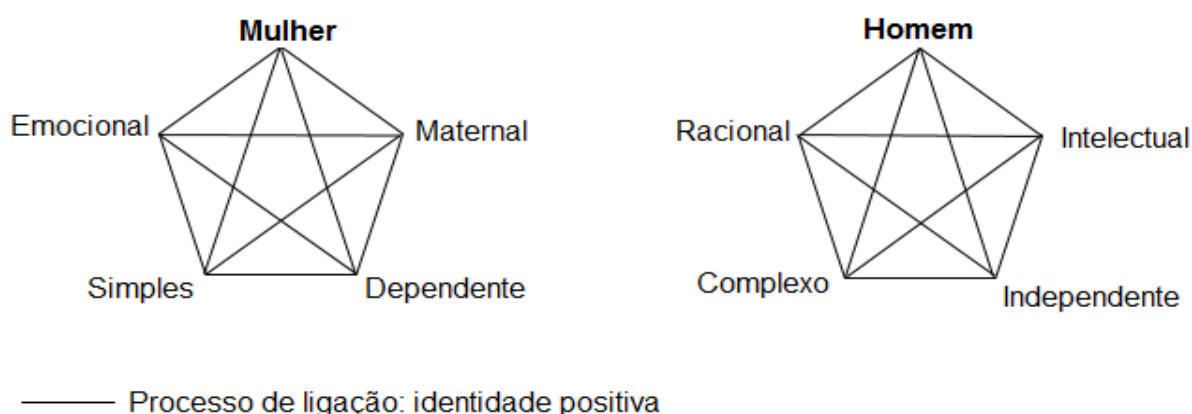 Mulher
Emocional
Maternal
Simples
Dependente
Homem
Racional
Intelectual
Complexo
Independente
Processo de ligação: identidade positiva